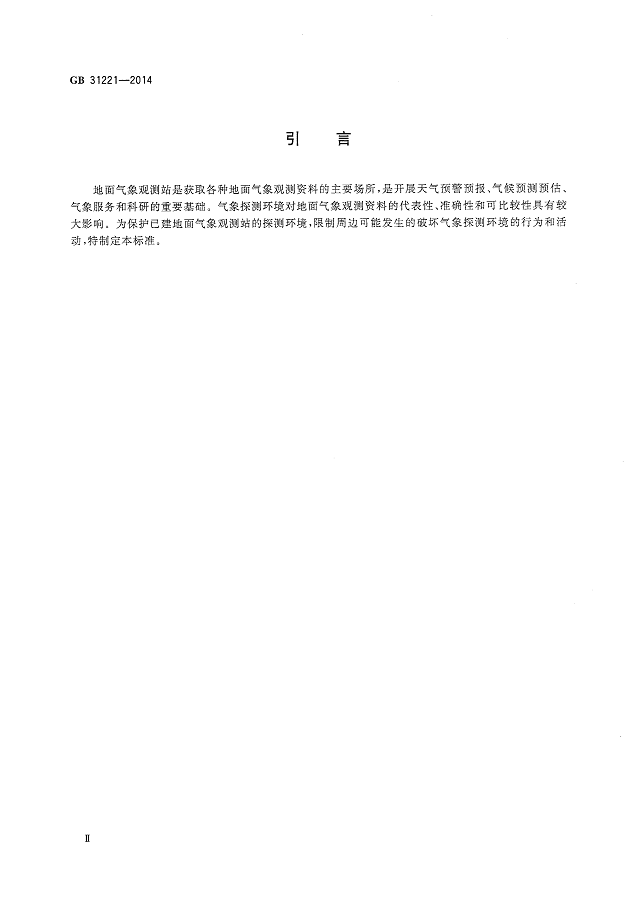 GB 31221—2014
引 言
地面气象观测站是获取各种地面气象观测资料的主要场所,是开展天气预警预报、气候预测预估、
气象服务和科研的重要基础。气象探测环境对地面气象观测资料的代表性、准确性和可比较性具有较
大影响。为保护已建地面气象观测站的探测环境,限制周边可能发生的破坏气象探测环境的行为和活
动,特制定本标准。
Ⅱ